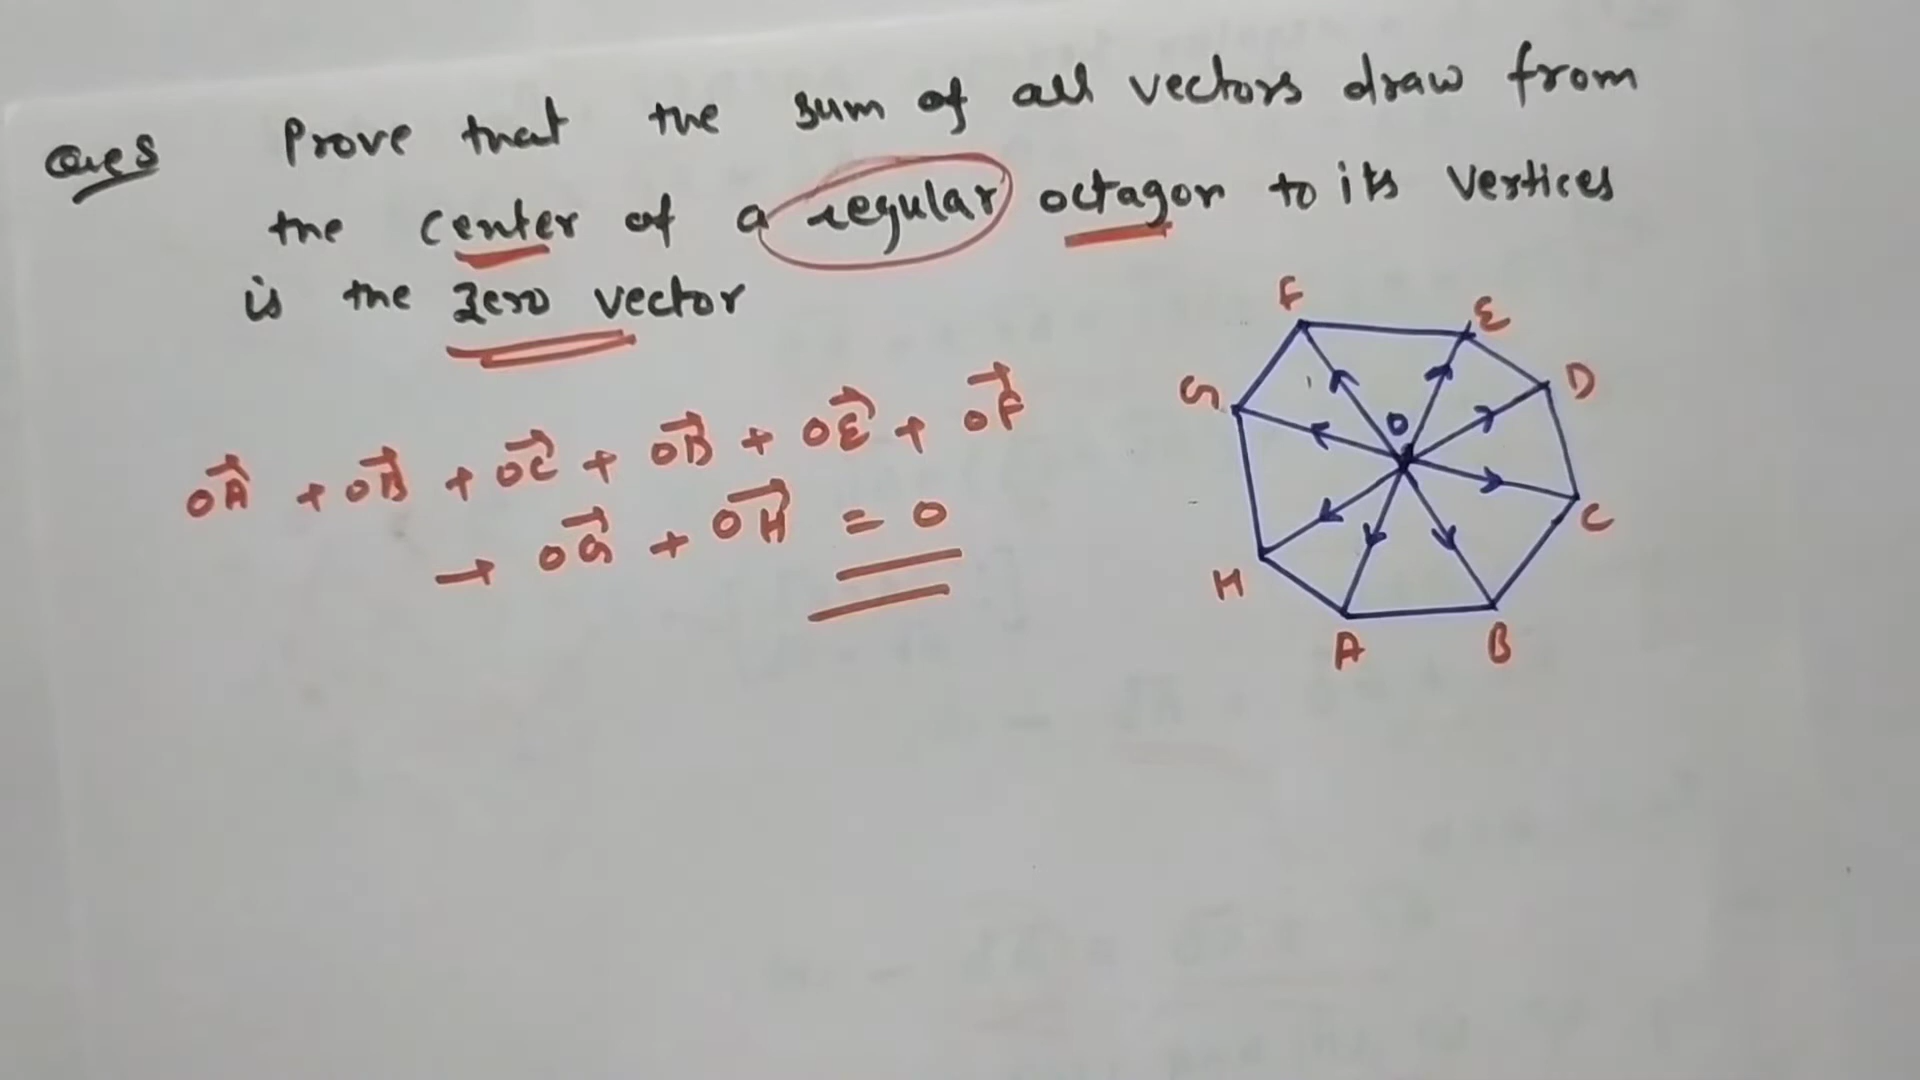 Ques Prove that the sum of all vectors draw from
the center of a regular octagon to its vertices
is the zero vector
F
E
D
G
O
C
H
A
B
OA + OB + OC + OB + OE + OF
→ OG + OH = 0